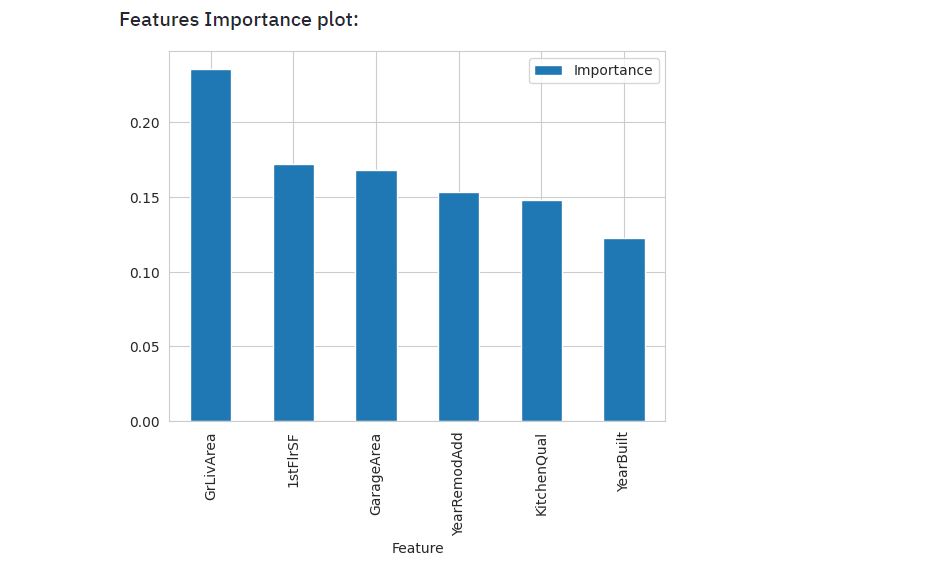 Features Importance plot:
Importance
0.20
0.15
0.10
0.05
0.00
GrLivArea
1stFlrSF
GarageArea
YearRemodAdd
KitchenQual
YearBuilt
Feature